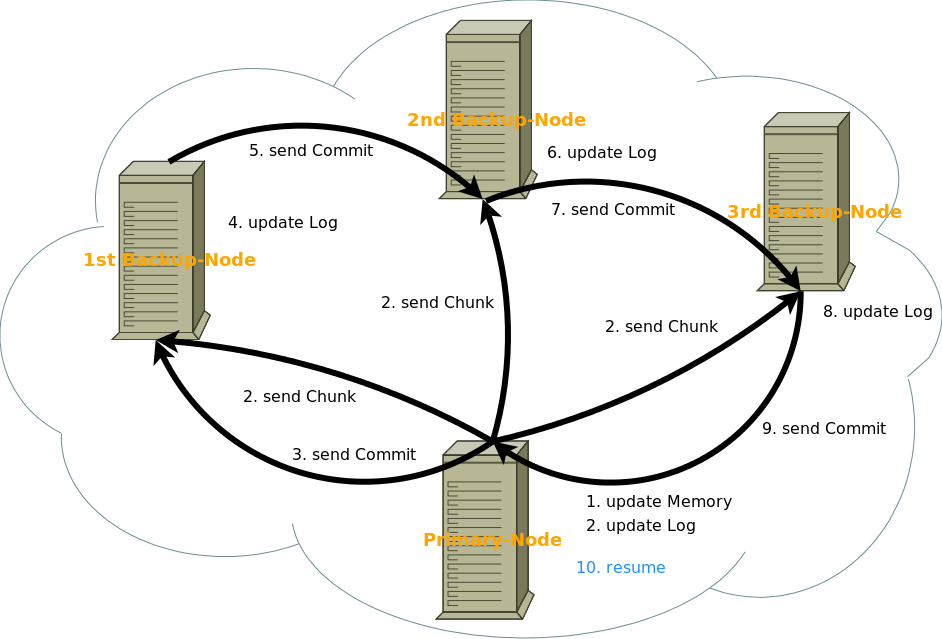 2nd Backup-Node
5. send Commit
6. update Log
7. send Commit
3rd Backup-Node
4. update Log
1st Backup-Node
2. send Chunk
8. update Log
2. send Chunk
2. send Chunk
9. send Commit
3. send Commit
1. update Memory
2. update Log
Primary-Node
10. resume